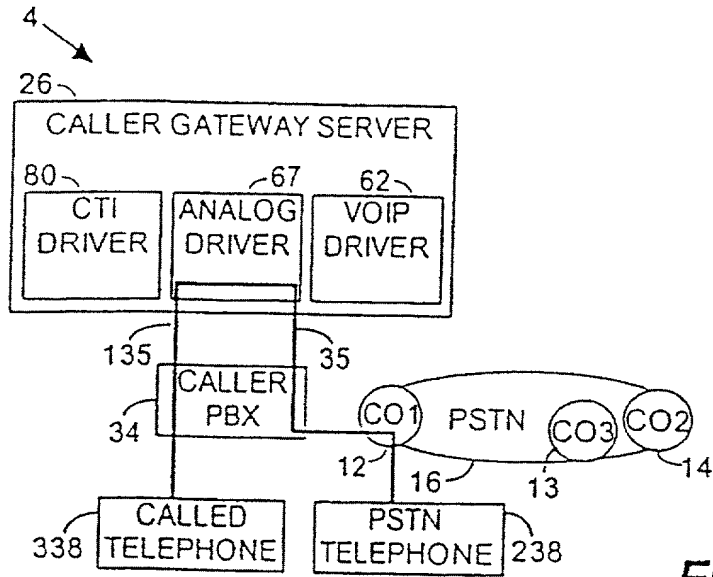 4
26
CALLER GATEWAY SERVER
80
67
62
CTI
DRIVER
ANALOG
DRIVER
VOIP
DRIVER
135
35
CALLER
PBX
34
CO1
PSTN
CO3
CO2
12
16
13
14
338
CALLED
TELEPHONE
PSTN
TELEPHONE
238